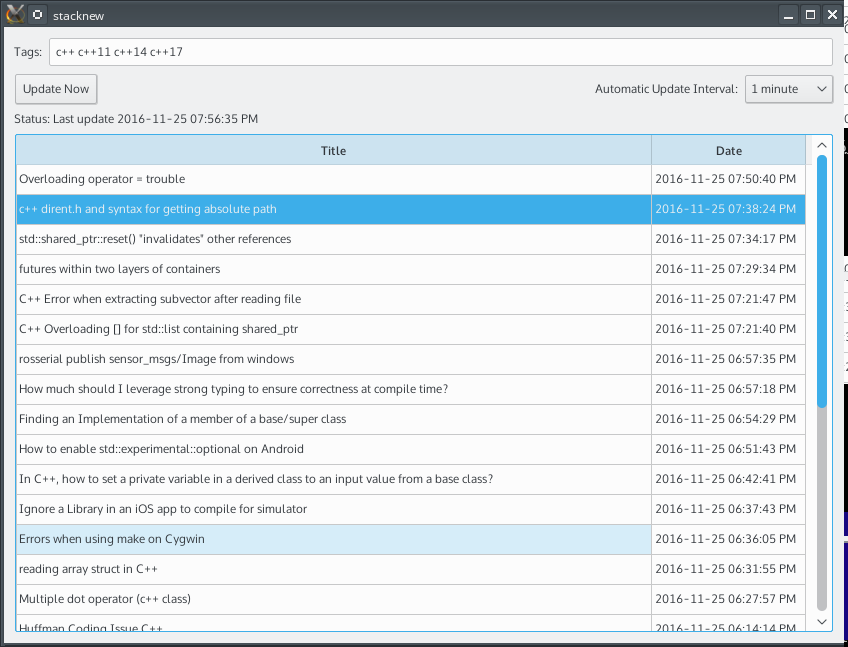 stacknew
Tags: c++ c++11 c++14 c++17
Update Now Automatic Update Interval: 1 minute
Status: Last update 2016-11-25 07:56:35 PM
Title Date
Overloading operator = trouble 2016-11-25 07:50:40 PM
c++ dirent.h and syntax for getting absolute path 2016-11-25 07:38:24 PM
std::shared_ptr::reset() "invalidates" other references 2016-11-25 07:34:17 PM
futures within two layers of containers 2016-11-25 07:29:34 PM
C++ Error when extracting subvector after reading file 2016-11-25 07:21:47 PM
C++ Overloading [] for std::list containing shared_ptr 2016-11-25 07:21:40 PM
rosserial publish sensor_msgs/Image from windows 2016-11-25 06:57:35 PM
How much should I leverage strong typing to ensure correctness at compile time? 2016-11-25 06:57:18 PM
Finding an Implementation of a member of a base/super class 2016-11-25 06:54:29 PM
How to enable std::experimental::optional on Android 2016-11-25 06:51:43 PM
In C++, how to set a private variable in a derived class to an input value from a base class? 2016-11-25 06:42:41 PM
Ignore a Library in an iOS app to compile for simulator 2016-11-25 06:37:43 PM
Errors when using make on Cygwin 2016-11-25 06:36:05 PM
reading array struct in C++ 2016-11-25 06:31:55 PM
Multiple dot operator (c++ class) 2016-11-25 06:27:57 PM
Huffman Coding Issue C++ 2016-11-25 06:14:14 PM